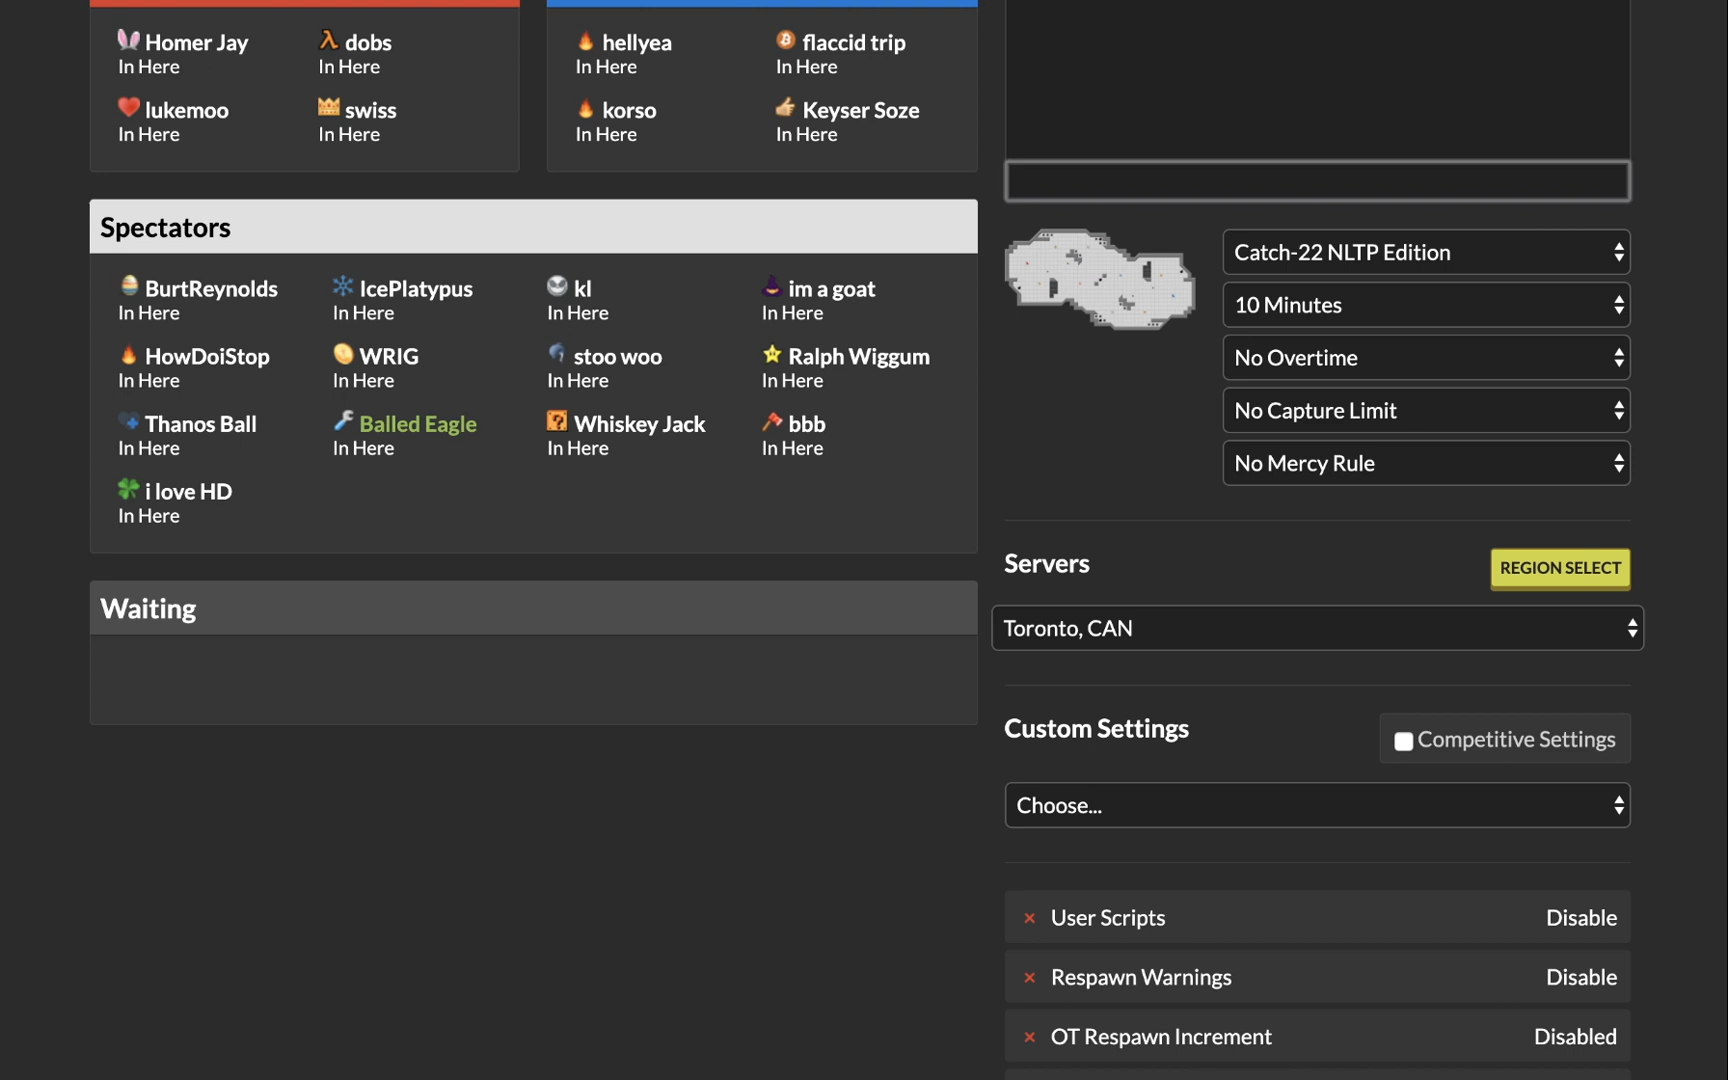 Homer Jay
In Here
dobs
In Here
lukemoo
In Here
swiss
In Here
hellyea
In Here
flaccid trip
In Here
korso
In Here
Keyser Soze
In Here
Spectators
BurtReynolds
In Here
IcePlatypus
In Here
kl
In Here
im a goat
In Here
HowDoiStop
In Here
WRIG
In Here
stoo woo
In Here
Ralph Wiggum
In Here
Thanos Ball
In Here
Balled Eagle
In Here
Whiskey Jack
In Here
bbb
In Here
i love HD
In Here
Waiting
Catch-22 NLTP Edition
10 Minutes
No Overtime
No Capture Limit
No Mercy Rule
Servers
REGION SELECT
Toronto, CAN
Custom Settings
Competitive Settings
Choose...
User Scripts Disable
Respawn Warnings Disable
OT Respawn Increment Disabled